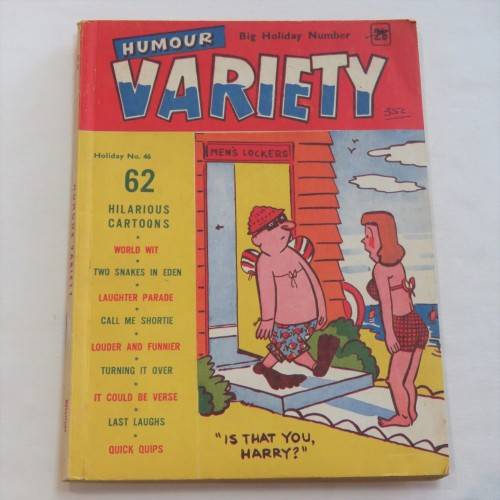 HUMOUR
Big Holiday Number
VARIETY
Holiday No. 46
62
HILARIOUS
CARTOONS
WORLD WIT
TWO SNAKES IN EDEN
LAUGHTER PARADE
CALL ME SHORTIE
LOUDER AND FUNNIER
TURNING IT OVER
IT COULD BE VERSE
LAST LAUGHS
QUICK QUIPS
MEN'S LOCKERS
"IS THAT YOU,
HARRY?"
HUMOUR VARIETY